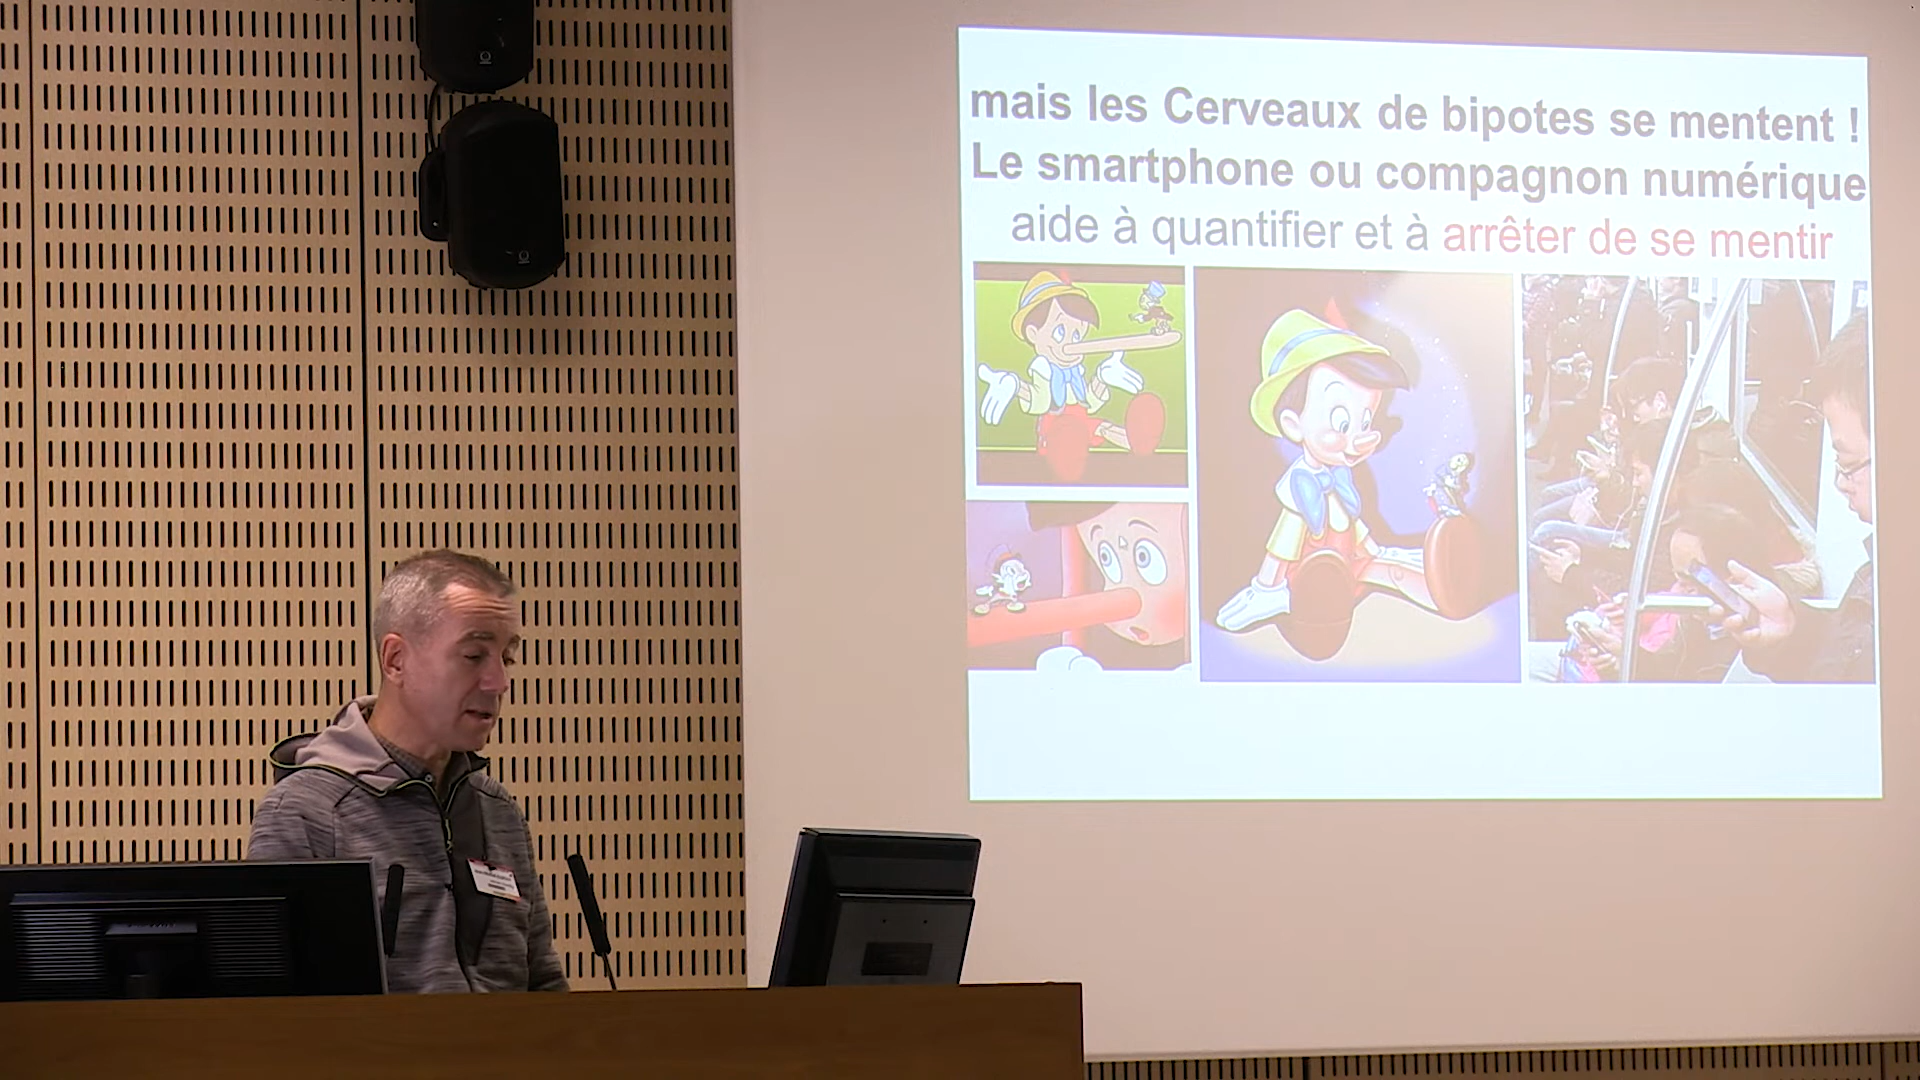 mais les Cerveaux de bipotes se mentent !
Le smartphone ou compagnon numérique
aide à quantifier et à arrêter de se mentir